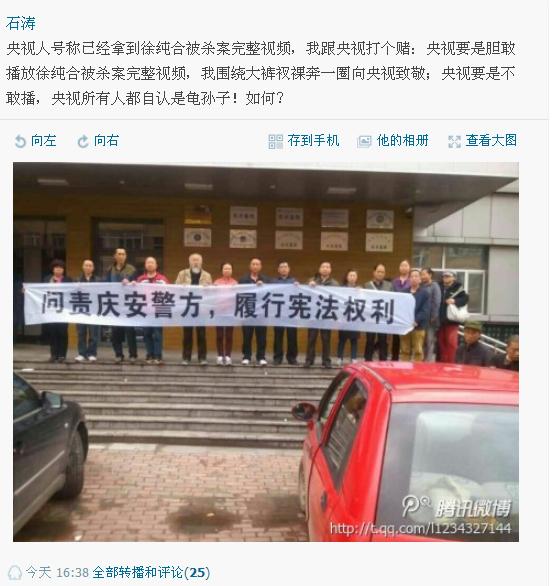 石涛
央视人号称已经拿到徐纯合被杀案完整视频，我跟央视打个赌：央视要是胆敢
播放徐纯合被杀案完整视频，我围绕大裤衩裸奔一圈向央视致敬；央视要是不
敢播，央视所有人都自认是龟孙子！如何？
向左 向右 存到手机 他的相册 查看大图
问责庆安警方，履行宪法权利
腾讯微博
http://t.qq.com/l1234327144
今天 16:38 全部转播和评论(25)